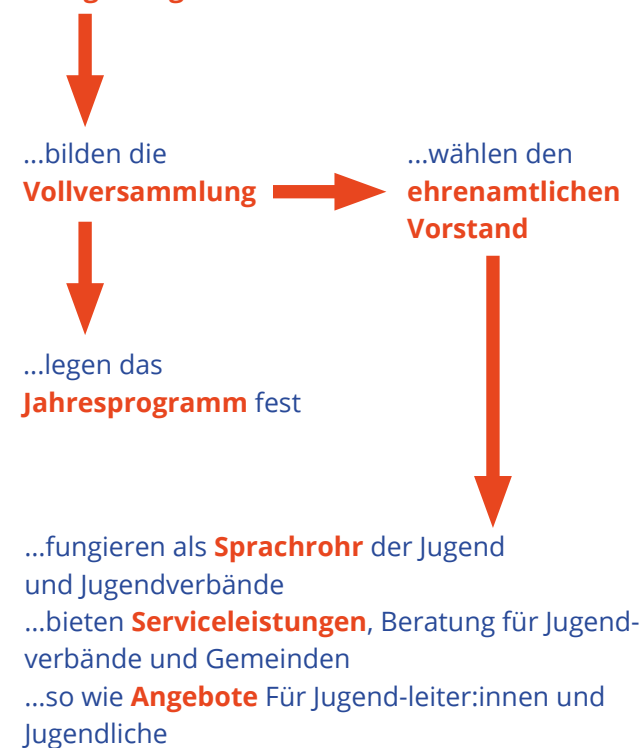 ...bilden die
Vollversammlung
...wählen den
ehrenamtlichen
Vorstand
...legen das
Jahresprogramm fest
...fungieren als Sprachrohr der Jugend
und Jugendverbände
...bieten Serviceleistungen, Beratung für Jugend-
verbände und Gemeinden
...so wie Angebote Für Jugend-leiter:innen und
Jugendliche